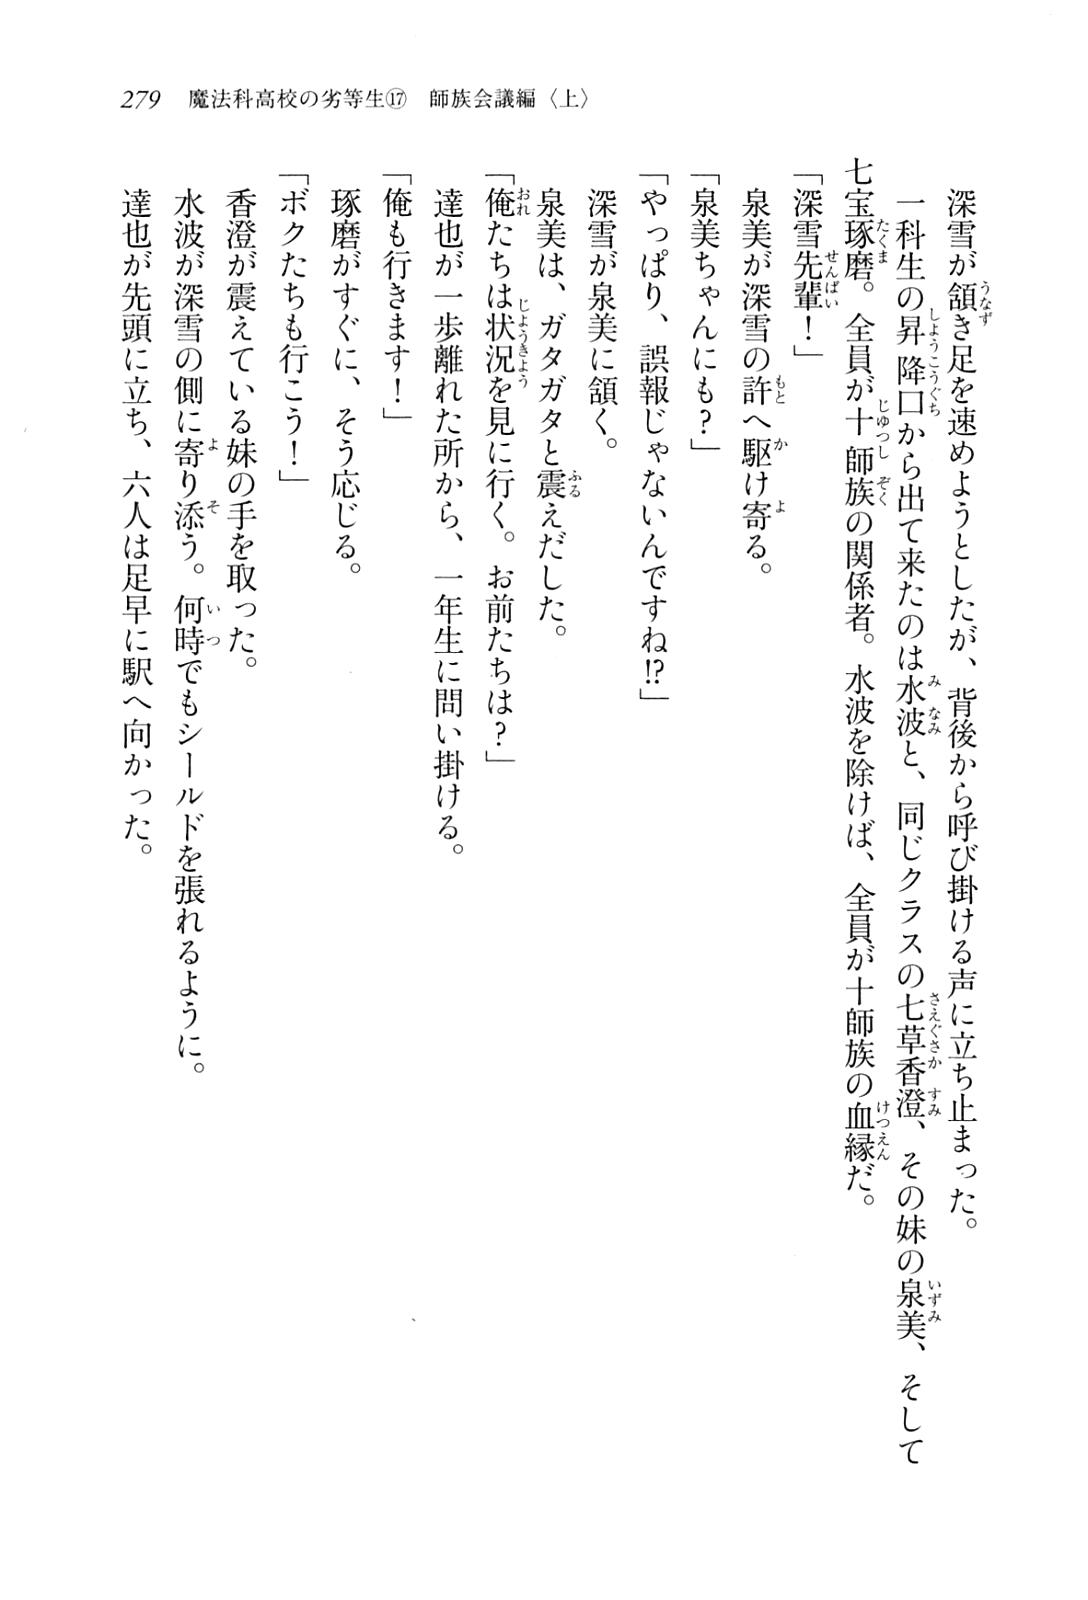 279　魔法科高校の劣等生⑰　師族会議編〈上〉
　深雪が頷き足を速めようとしたが、背後から呼び掛ける声に立ち止まった。
　一科生の昇降口から出て来たのは水波と、同じクラスの七草香澄、その妹の泉美、そして
七宝琢磨。全員が十師族の関係者。水波を除けば、全員が十師族の血縁だ。
「深雪先輩！」
　泉美が深雪の許へ駆け寄る。
「泉美ちゃんにも？」
「やっぱり、誤報じゃないんですね!?」
　深雪が泉美に頷く。
　泉美は、ガタガタと震えだした。
「俺たちは状況を見に行く。お前たちは？」
　達也が一歩離れた所から、一年生に問い掛ける。
「俺も行きます！」
　琢磨がすぐに、そう応じる。
「ボクたちも行こう！」
　香澄が震えている妹の手を取った。
　水波が深雪の側に寄り添う。何時でもシールドを張れるように。
　達也が先頭に立ち、六人は足早に駅へ向かった。